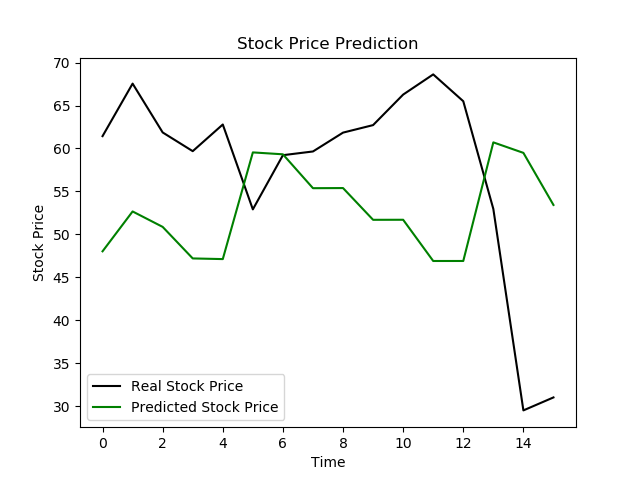 Stock Price Prediction
70
65
60
55
50
45
40
35
30
Stock Price
Real Stock Price
Predicted Stock Price
0 2 4 6 8 10 12 14
Time